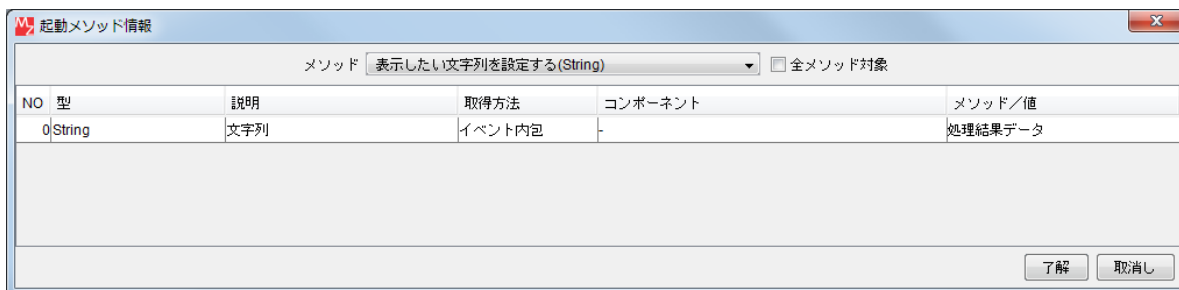 起動メソッド情報
メソッド 表示したい文字列を設定する(String) 全メソッド対象
NO 型 説明 取得方法 コンポーネント メソッド／値
0 String 文字列 イベント内包 - 処理結果データ
了解 取消し